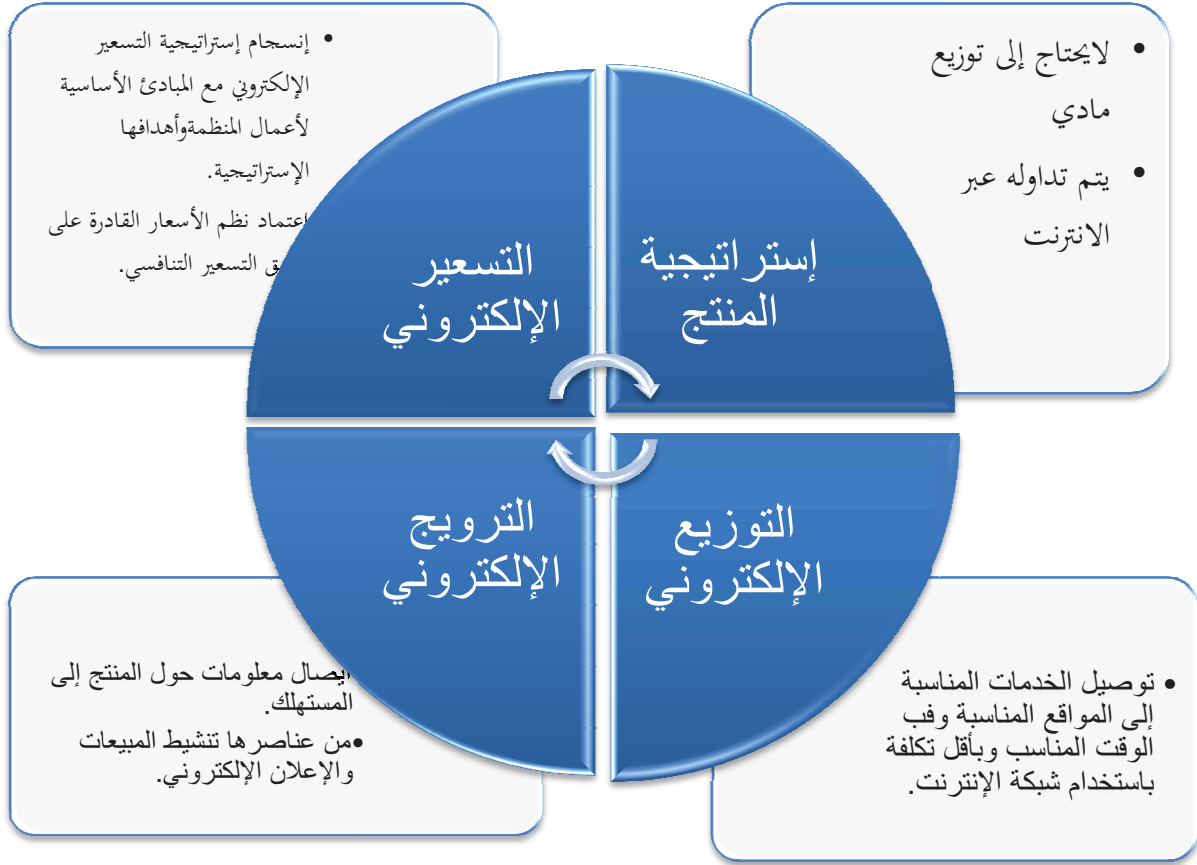 • لايحتاج إلى توزيع
مادي
• يتم تداوله عبر
الانترنت
إستراتيجية
المنتج
• إنسجام إستراتيجية التسعير
الإلكتروني مع المبادئ الأساسية
لأعمال المنظمةوأهدافها
الإستراتيجية.
إعتماد نظم الأسعار القادرة على
التسعير التنافسي.
التسعير
الإلكتروني
التوزيع
الإلكتروني
• توصيل الخدمات المناسبة
إلى المواقع المناسبة وفب
الوقت المناسب وبأقل تكلفة
باستخدام شبكة الإنترنت.
الترويج
الإلكتروني
ايصال معلومات حول المنتج إلى
المستهلك.
•من عناصرها تنشيط المبيعات
والإعلان الإلكتروني.